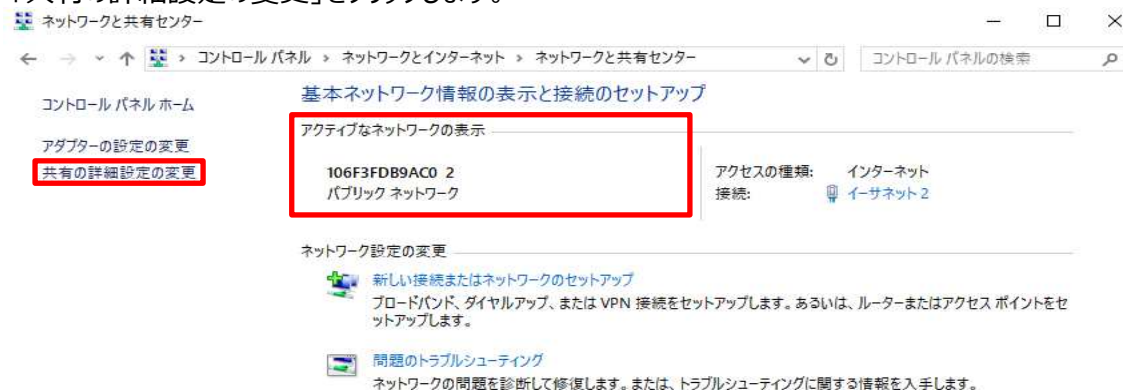 「共有の詳細設定の変更」をクリックします。
ネットワークと共有センター
コントロール パネル › ネットワークとインターネット › ネットワークと共有センター
コントロール パネルの検索
コントロール パネル ホーム
基本ネットワーク情報の表示と接続のセットアップ
アクティブなネットワークの表示
アダプターの設定の変更
共有の詳細設定の変更
106F3FDB9AC0 2
アクセスの種類: インターネット
パブリック ネットワーク
接続: イーサネット 2
ネットワーク設定の変更
新しい接続またはネットワークのセットアップ
ブロードバンド、ダイヤルアップ、または VPN 接続をセットアップします。あるいは、ルーターまたはアクセス ポイントをセ
ットアップします。
問題のトラブルシューティング
ネットワークの問題を診断して修復します。または、トラブルシューティングに関する情報を入手します。